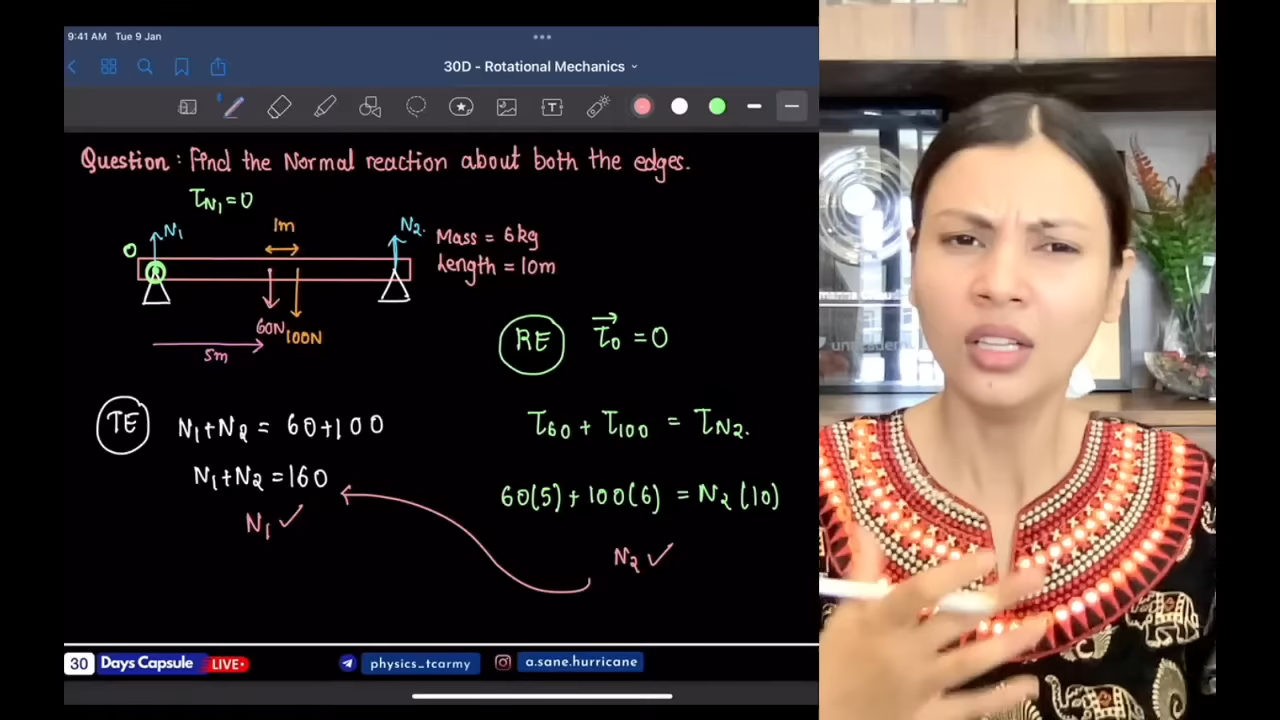 9:41 AM Tue 9 Jan
30D - Rotational Mechanics
Question : Find the Normal reaction about both the edges.
τN1 = 0
N1
1m
N2.
O
Mass = 6kg
Length = 10m
60N
100N
5m
RE τ⃗o = 0
TE N1+N2 = 60+100
τ60 + τ100 = τN2.
N1+N2 = 160
60(5) + 100(6) = N2(10)
N1 ✓
N2 ✓
30 Days Capsule LIVE
physics_tcarmy
a.sane.hurricane